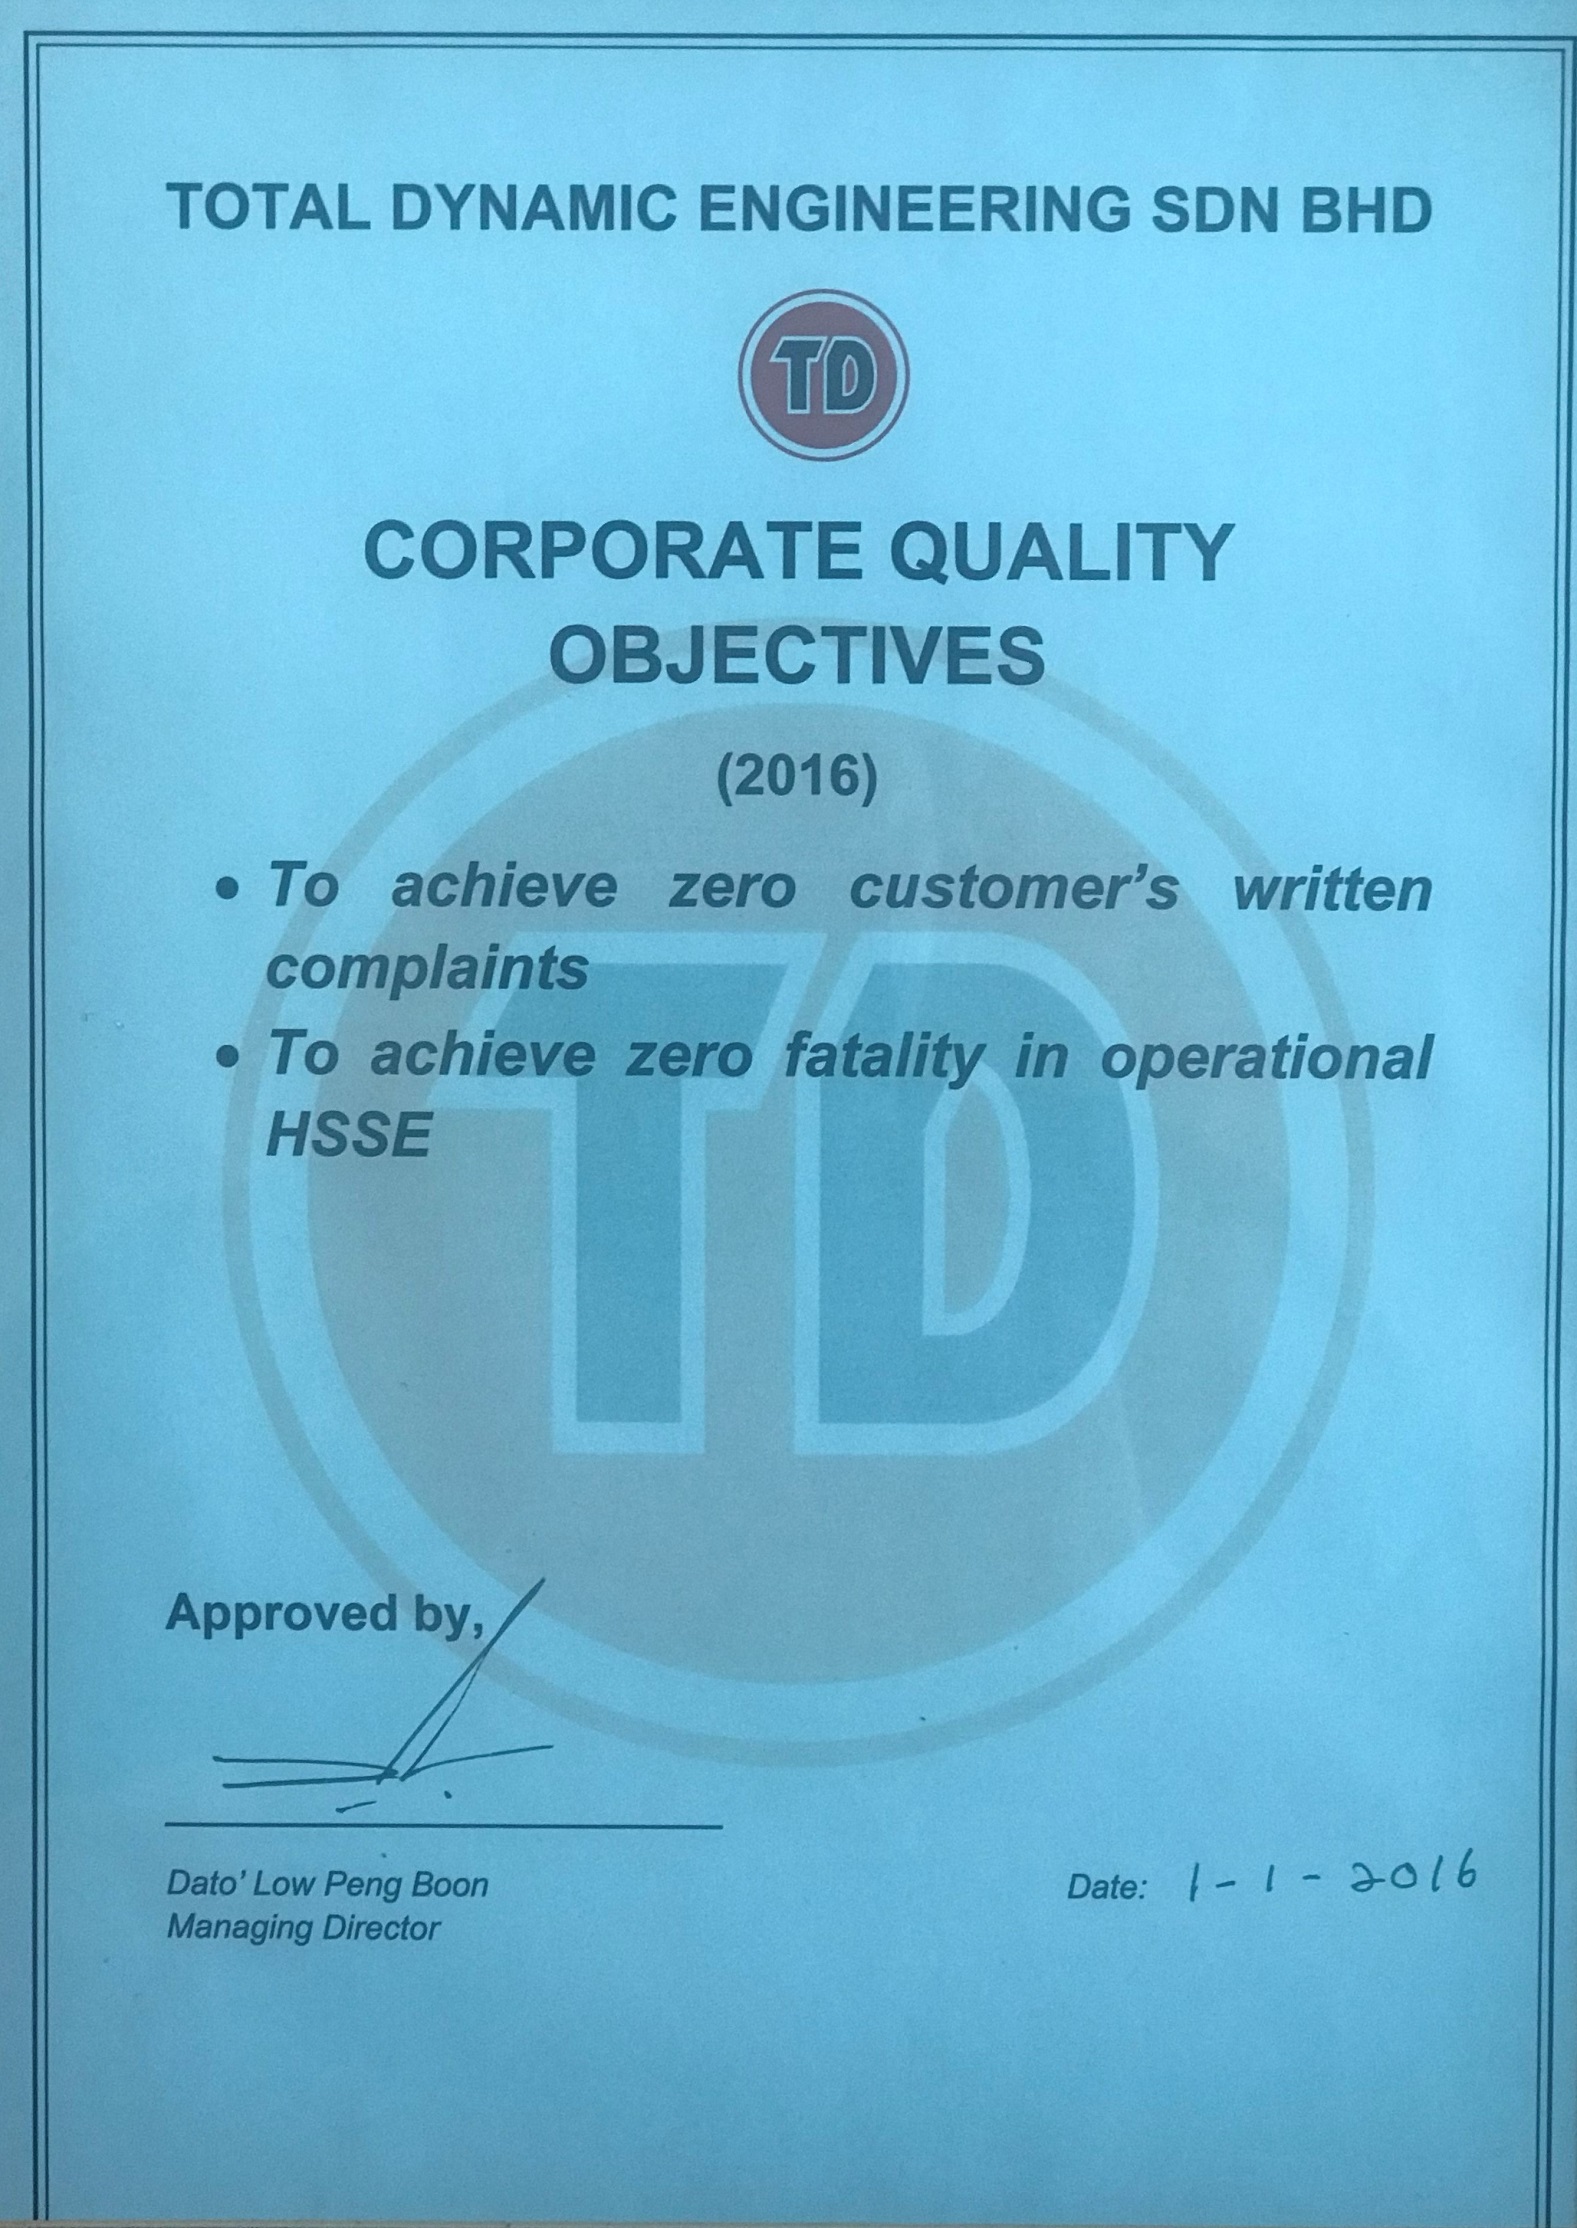 TOTAL DYNAMIC ENGINEERING SDN BHD
TD
CORPORATE QUALITY
OBJECTIVES
(2016)
• To achieve zero customer's written
complaints
• To achieve zero fatality in operational
HSSE
TD
Approved by,
Dato' Low Peng Boon
Managing Director
Date: 1-1-2016